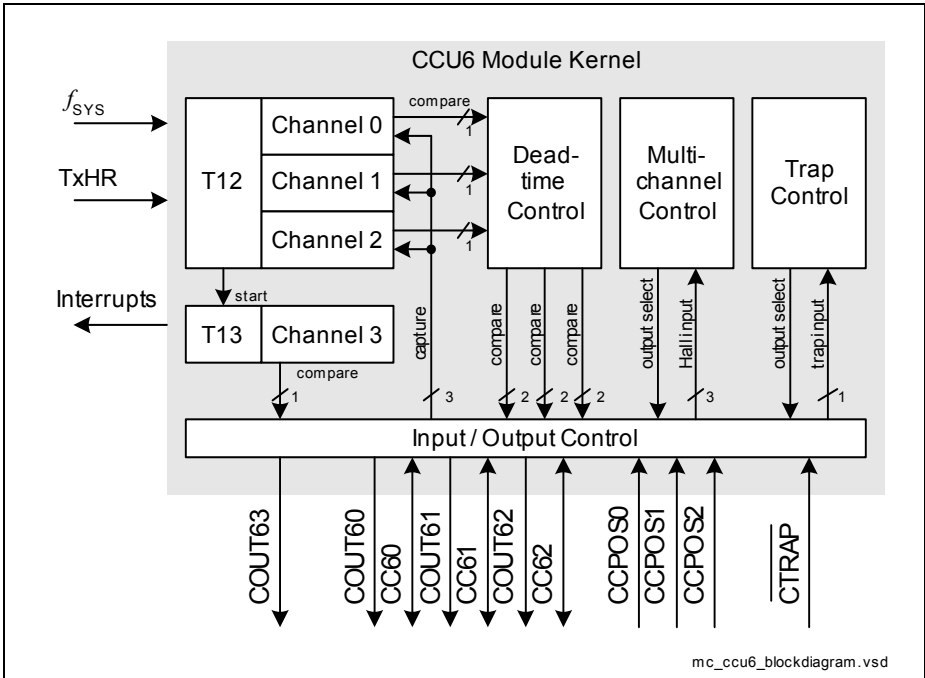 CCU6 Module Kernel
fSYS
TxHR
Interrupts
T12
Channel 0
Channel 1
Channel 2
compare
1
1
1
Dead-
time
Control
Multi-
channel
Control
Trap
Control
start
T13
Channel 3
compare
1
capture
3
compare
2
compare
2
compare
2
output select
Hall input
3
output select
trap input
1
Input / Output Control
COUT63
COUT60
CC60
COUT61
CC61
COUT62
CC62
CCPOS0
CCPOS1
CCPOS2
CTRAP
mc_ccu6_blockdiagram.vsd